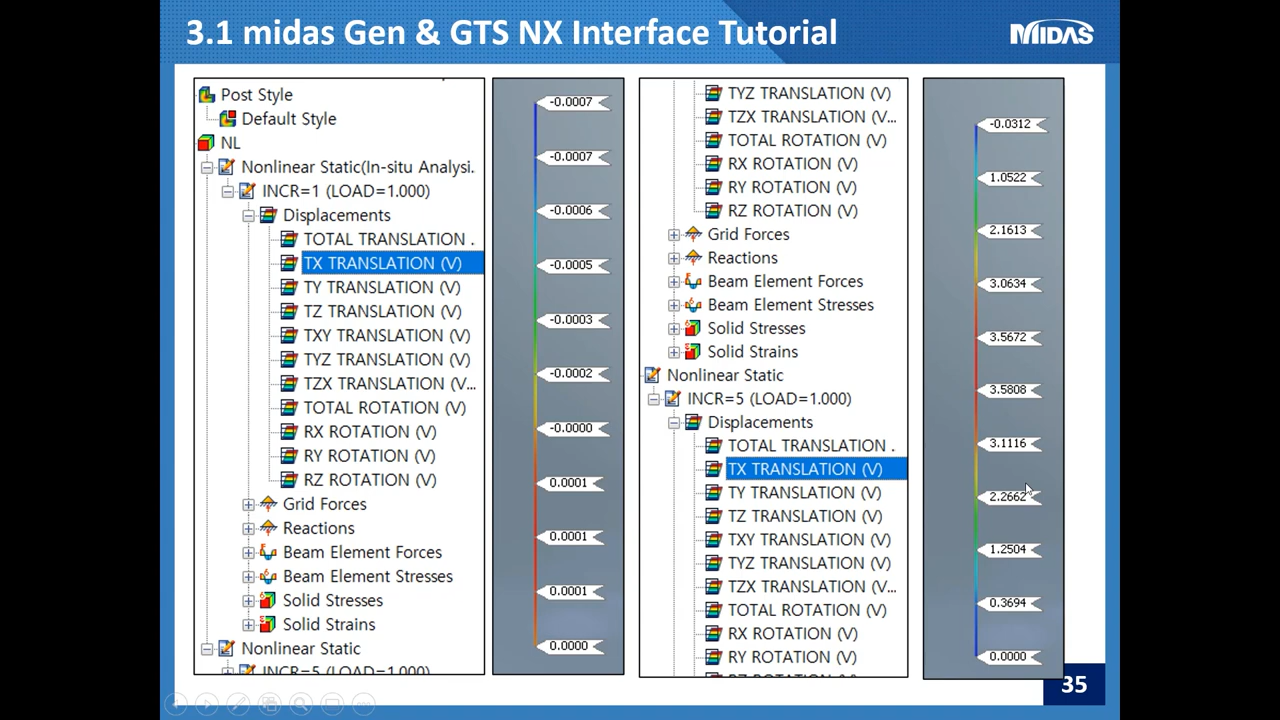 3.1 midas Gen & GTS NX Interface Tutorial
MIDAS
Post Style
Default Style
NL
Nonlinear Static(In-situ Analysi.
INCR=1 (LOAD=1.000)
Displacements
TOTAL TRANSLATION .
TX TRANSLATION (V)
TY TRANSLATION (V)
TZ TRANSLATION (V)
TXY TRANSLATION (V)
TYZ TRANSLATION (V)
TZX TRANSLATION (V...
TOTAL ROTATION (V)
RX ROTATION (V)
RY ROTATION (V)
RZ ROTATION (V)
Grid Forces
Reactions
Beam Element Forces
Beam Element Stresses
Solid Stresses
Solid Strains
Nonlinear Static
INCR=5 (LOAD=1.000)
-0.0007
-0.0007
-0.0006
-0.0005
-0.0003
-0.0002
-0.0000
0.0001
0.0001
0.0001
0.0000
TYZ TRANSLATION (V)
TZX TRANSLATION (V...
TOTAL ROTATION (V)
RX ROTATION (V)
RY ROTATION (V)
RZ ROTATION (V)
Grid Forces
Reactions
Beam Element Forces
Beam Element Stresses
Solid Stresses
Solid Strains
Nonlinear Static
INCR=5 (LOAD=1.000)
Displacements
TOTAL TRANSLATION .
TX TRANSLATION (V)
TY TRANSLATION (V)
TZ TRANSLATION (V)
TXY TRANSLATION (V)
TYZ TRANSLATION (V)
TZX TRANSLATION (V...
TOTAL ROTATION (V)
RX ROTATION (V)
RY ROTATION (V)
RZ ROTATION (V)
-0.0312
1.0522
2.1613
3.0634
3.5672
3.5808
3.1116
2.2662
1.2504
0.3694
0.0000
35